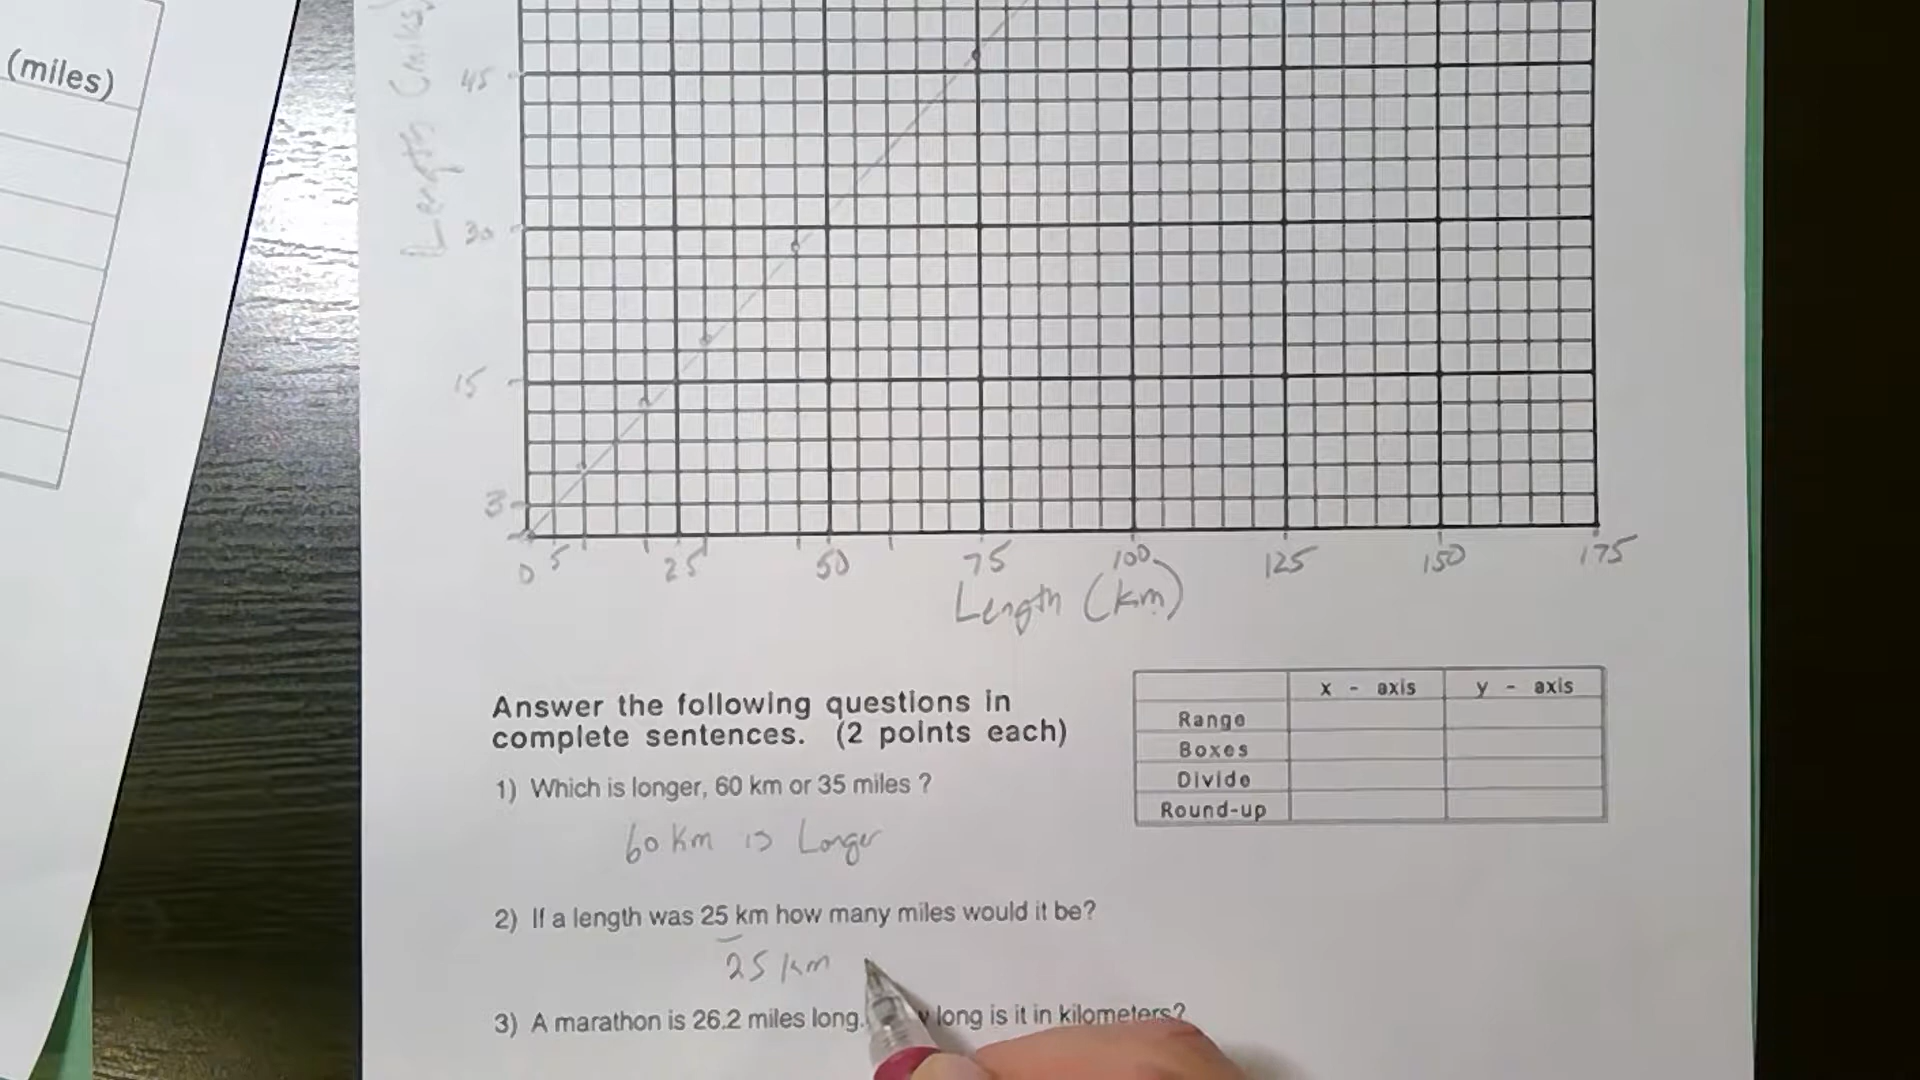 (miles)
Length (miles)
45
30
15
3
0 5 25 50 75 100 125 150 175
Length (km)
Answer the following questions in
complete sentences. (2 points each)
x - axis y - axis
Range
Boxes
Divide
Round-up
1) Which is longer, 60 km or 35 miles ?
60 km is Longer
2) If a length was 25 km how many miles would it be?
25 km
3) A marathon is 26.2 miles long. long is it in kilometers?